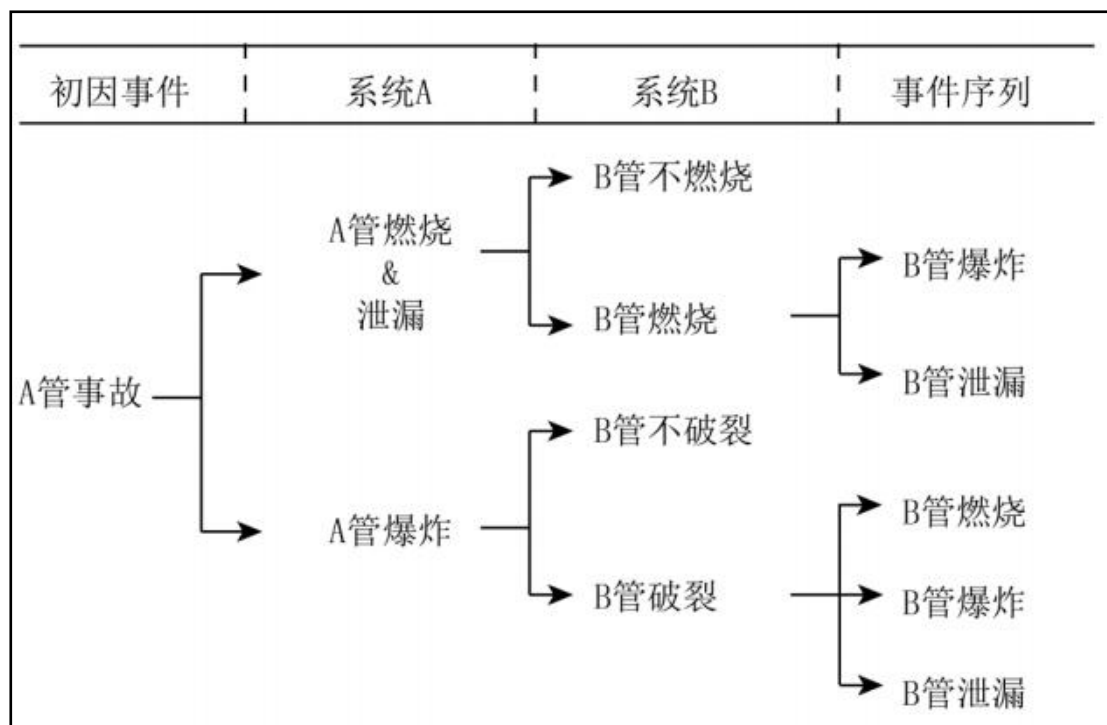 初因事件 系统A 系统B 事件序列
B管不燃烧
A管燃烧
&
泄漏
B管爆炸
B管燃烧
B管泄漏
A管事故
B管不破裂
B管燃烧
A管爆炸
B管破裂
B管爆炸
B管泄漏